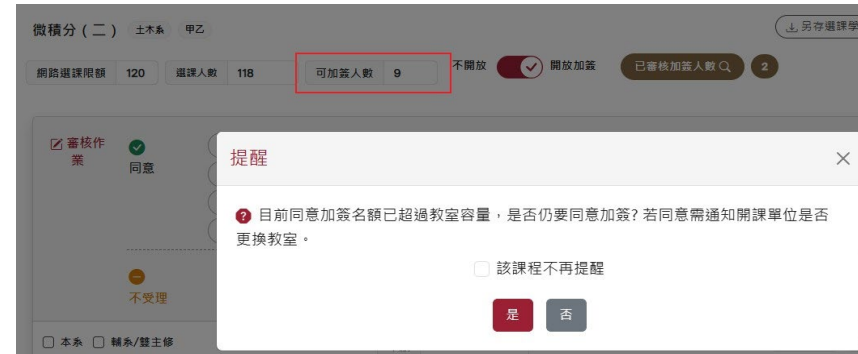 微積分(二) 土木系 甲乙
另存選課學
網路選課限額 120 選課人數 118 可加簽人數 9 不開放 開放加簽 已審核加簽人數 2
審核作業
同意
提醒
目前同意加簽名額已超過教室容量,是否仍要同意加簽?若同意需通知開課單位是否
更換教室。
該課程不再提醒
不受理
是 否
本系 輔系/雙主修